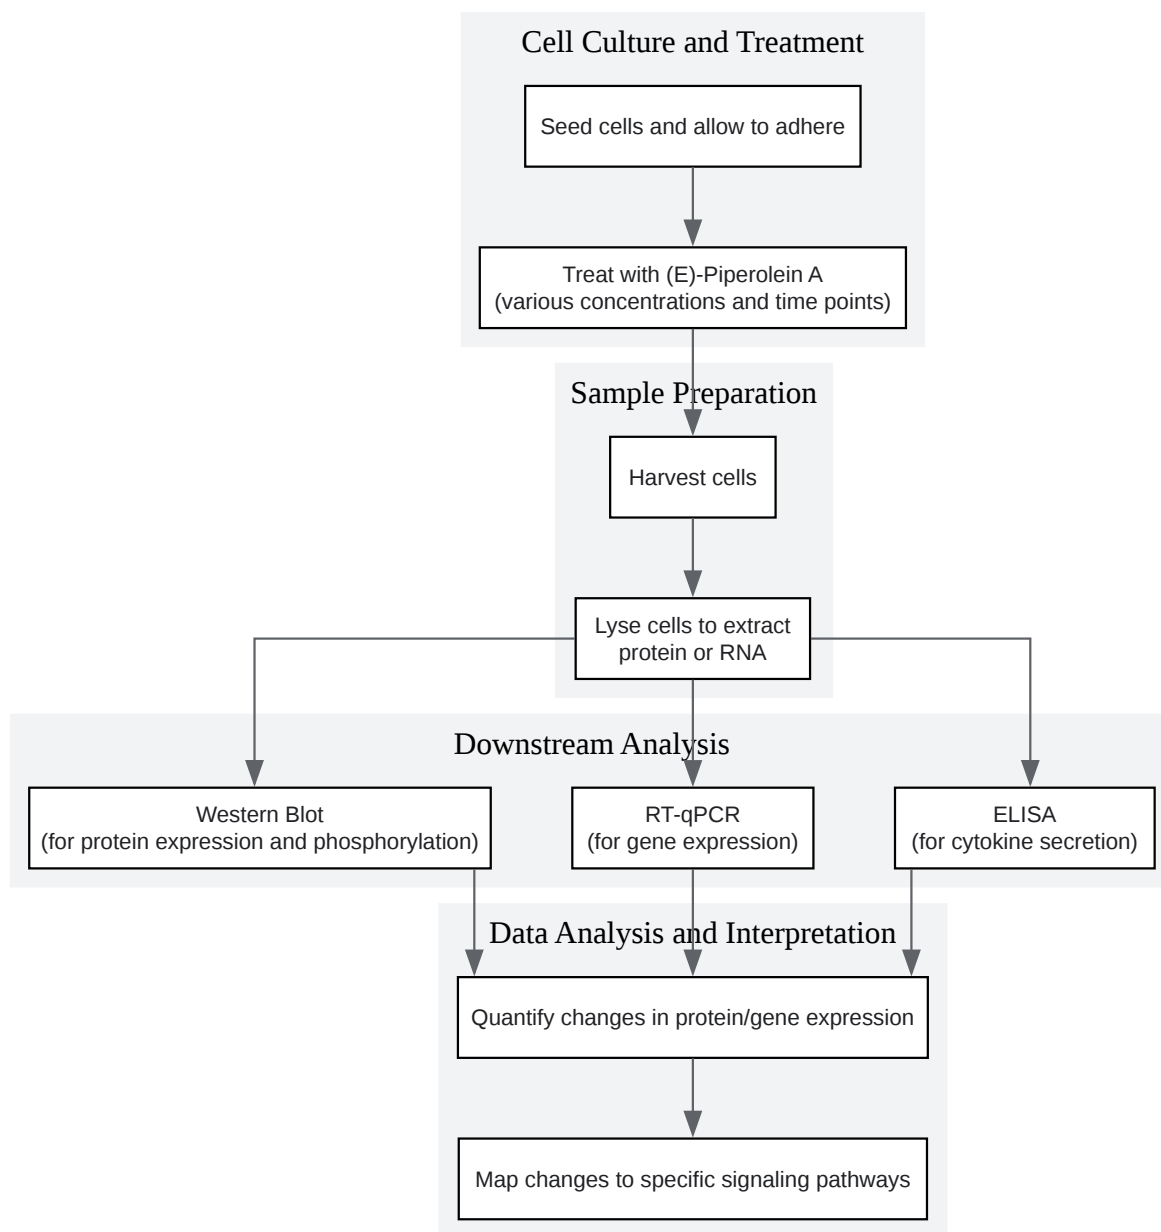 Cell Culture and Treatment
Seed cells and allow to adhere
Treat with (E)-Piperolein A
(various concentrations and time points)
Sample Preparation
Harvest cells
Lyse cells to extract
protein or RNA
Downstream Analysis
Western Blot
(for protein expression and phosphorylation)
RT-qPCR
(for gene expression)
ELISA
(for cytokine secretion)
Data Analysis and Interpretation
Quantify changes in protein/gene expression
Map changes to specific signaling pathways